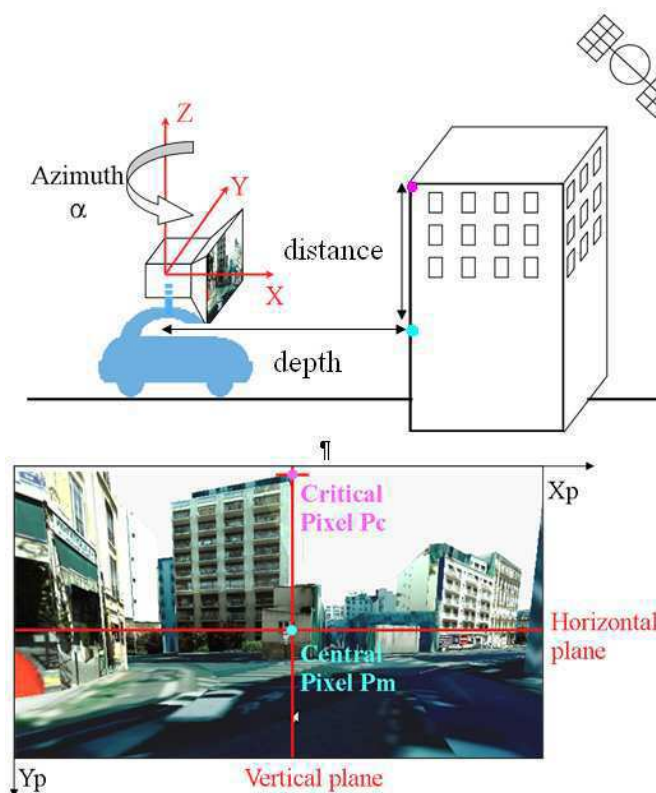 Z
Azimuth
Y
α
distance
X
depth
¶
Xp
Critical
Pixel Pc
Horizontal
plane
Central
Pixel Pm
Yp
Vertical plane